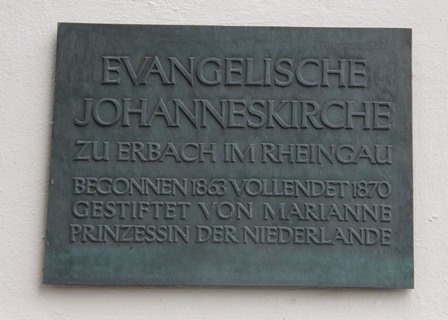 EVANGELISCHE
JOHANNESKIRCHE
ZU ERBACH IM RHEINGAU
BEGONNEN 1863 VOLLENDET 1870
GESTIFTET VON MARIANNE
PRINZESSIN DER NIEDERLANDE